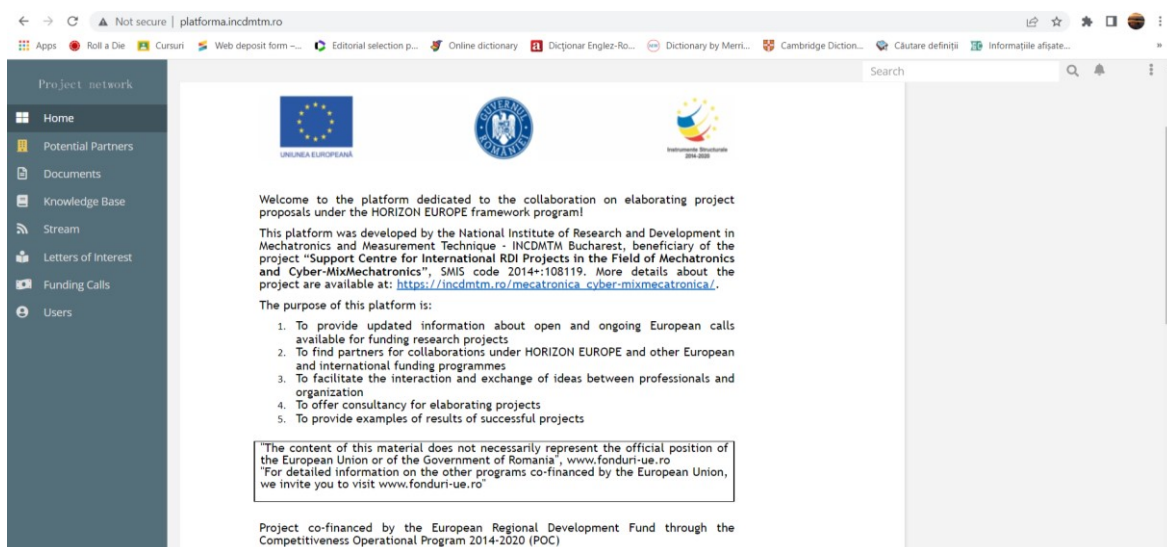 Not secure | platforma.incdmtm.ro
Apps Roll a Die Cursuri Web deposit form –... Editorial selection p... Online dictionary Dicționar Englez-Ro... Dictionary by Merri... Cambridge Diction... Căutare definiții Informațiile afișate...
Search
Project network
Home
Potential Partners
Documents
Knowledge Base
Stream
Letters of Interest
Funding Calls
Users
UNIUNEA EUROPEANĂ
GUVERNUL ROMÂNIEI
Instrumente Structurale
2014-2020
Welcome to the platform dedicated to the collaboration on elaborating project
proposals under the HORIZON EUROPE framework program!
This platform was developed by the National Institute of Research and Development in
Mechatronics and Measurement Technique - INCDMTM Bucharest, beneficiary of the
project “Support Centre for International RDI Projects in the Field of Mechatronics
and Cyber-MixMechatronics”, SMIS code 2014+:108119. More details about the
project are available at: https://incdmtm.ro/mecatronica_cyber-mixmecatronica/.
The purpose of this platform is:
1. To provide updated information about open and ongoing European calls
available for funding research projects
2. To find partners for collaborations under HORIZON EUROPE and other European
and international funding programmes
3. To facilitate the interaction and exchange of ideas between professionals and
organization
4. To offer consultancy for elaborating projects
5. To provide examples of results of successful projects
"The content of this material does not necessarily represent the official position of
the European Union or of the Government of Romania", www.fonduri-ue.ro
"For detailed information on the other programs co-financed by the European Union,
we invite you to visit www.fonduri-ue.ro"
Project co-financed by the European Regional Development Fund through the
Competitiveness Operational Program 2014-2020 (POC)